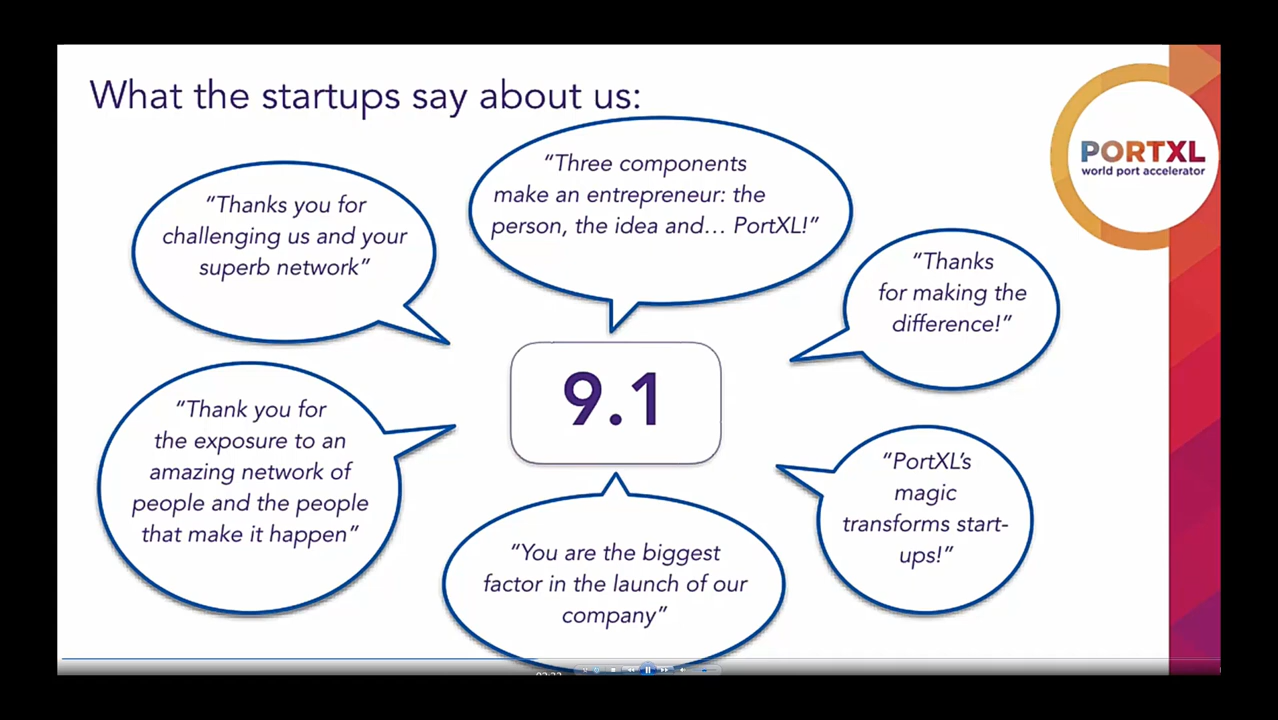 What the startups say about us:
PORTXL
world port accelerator
“Three components
make an entrepreneur: the
person, the idea and… PortXL!”
“Thanks you for
challenging us and your
superb network”
“Thanks
for making the
difference!”
9.1
“Thank you for
the exposure to an
amazing network of
people and the people
that make it happen”
“PortXL’s
magic
transforms start-
ups!”
“You are the biggest
factor in the launch of our
company”